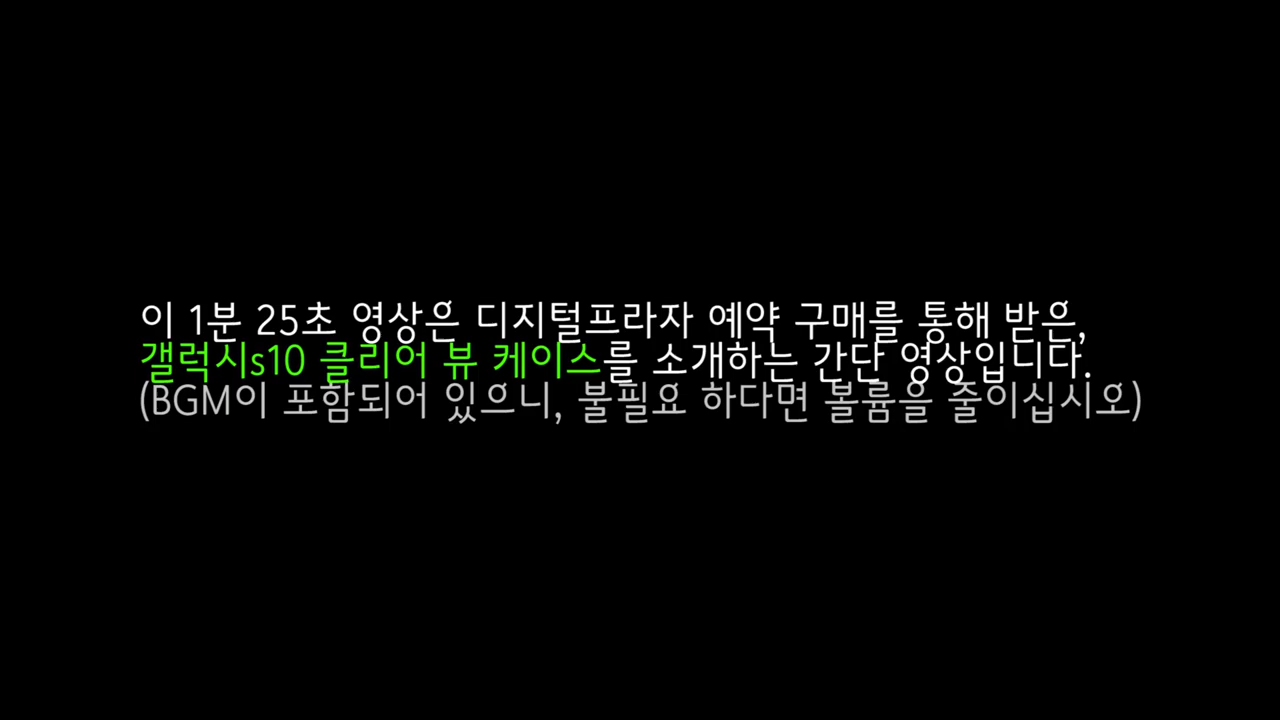 이 1분 25초 영상은 디지털프라자 예약 구매를 통해 받은,
갤럭시s10 클리어 뷰 케이스를 소개하는 간단 영상입니다.
(BGM이 포함되어 있으니, 불필요 하다면 볼륨을 줄이십시오)